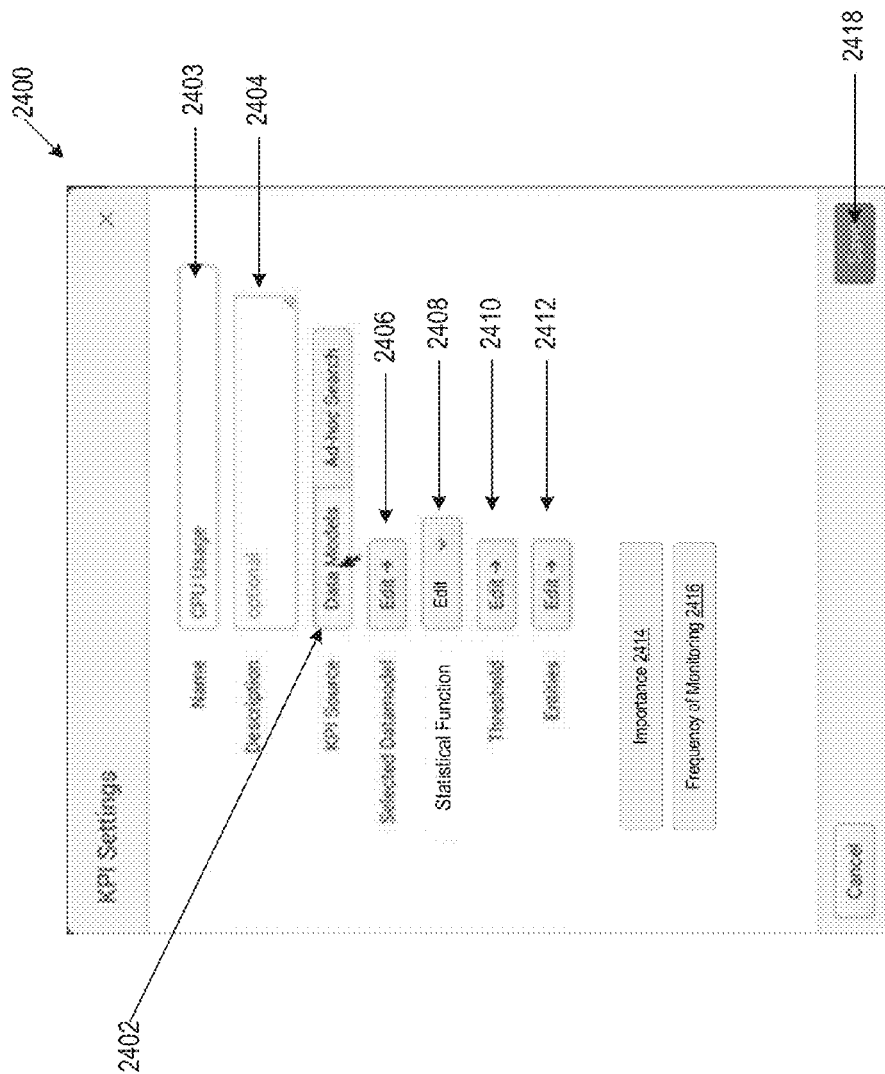 2400
KPI Settings
X
Name
CPU Usage
2403
Description
optional
2404
2402
KPI Source
Data Models
Ad-hoc Search
Selected Datamodel
Edit →
2406
Statistical Function
Edit
2408
Threshold
Edit →
2410
Entities
Edit →
2412
Importance 2414
Frequency of Monitoring 2416
Cancel
2418